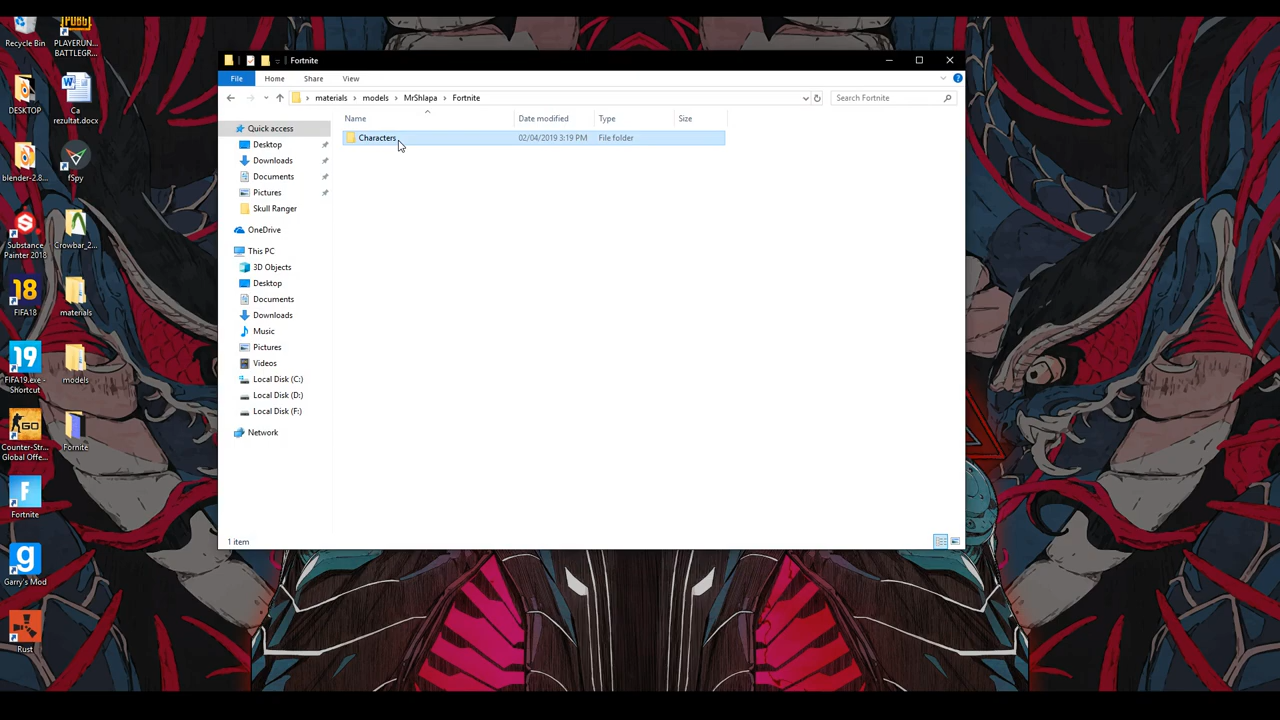 Recycle Bin
PLAYERUN... BATTLEGR...
DESKTOP
Ca rezultat.docx
blender-2.8...
fSpy
Substance Painter 2018
Crowbar_2...
FIFA18
materials
FIFA19.exe - Shortcut
models
Counter-Str... Global Offe...
Fornite
Fortnite
Garry's Mod
Rust
Fortnite
File Home Share View
materials › models › MrShlapa › Fortnite
Search Fortnite
Name Date modified Type Size
Characters 02/04/2019 3:19 PM File folder
Quick access
Desktop
Downloads
Documents
Pictures
Skull Ranger
OneDrive
This PC
3D Objects
Desktop
Documents
Downloads
Music
Pictures
Videos
Local Disk (C:)
Local Disk (D:)
Local Disk (F:)
Network
1 item